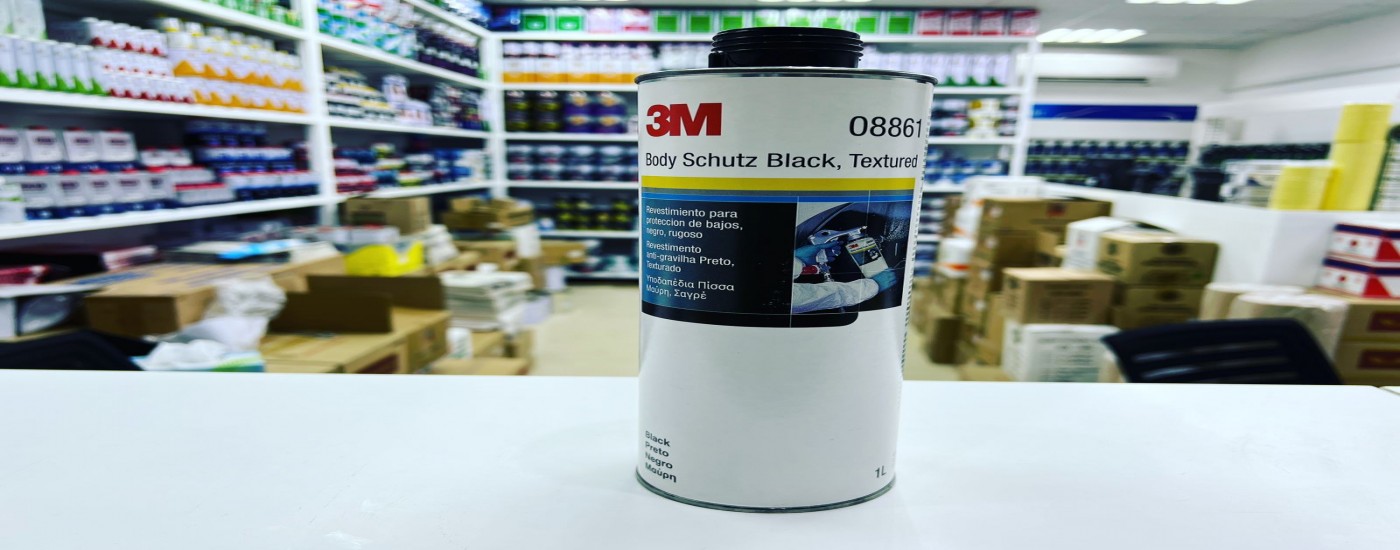 3M
08861
Body Schutz Black, Textured
Revestimiento para
proteccion de bajos,
negro, rugoso
Revestimento
anti-gravilha Preto,
Texturado
Υποδαπέδια Πίσσα
Μαύρη, Σαγρέ
Black
Preto
Negro
Μαύρη
1L